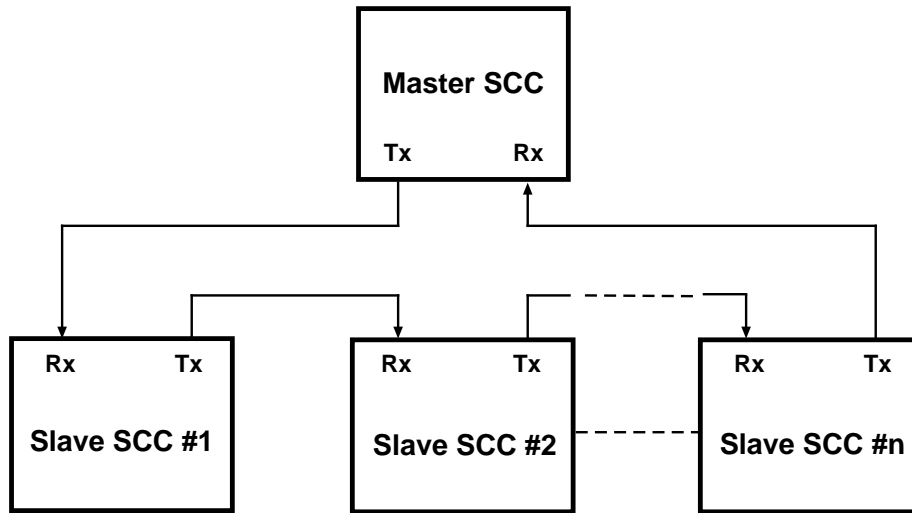 Master SCC
Tx Rx
Rx Tx
Rx Tx
Rx Tx
Slave SCC #1
Slave SCC #2
Slave SCC #n